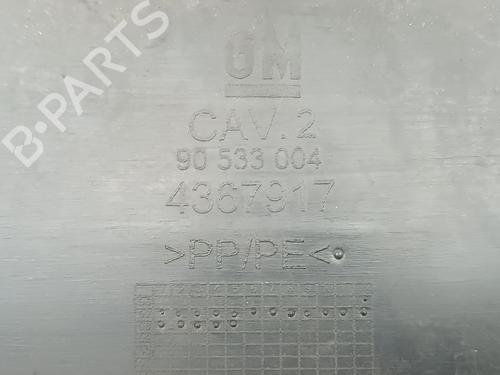 B-PARTS
GM
CAV. 2
90 533 004
4367917
>PP/PE<